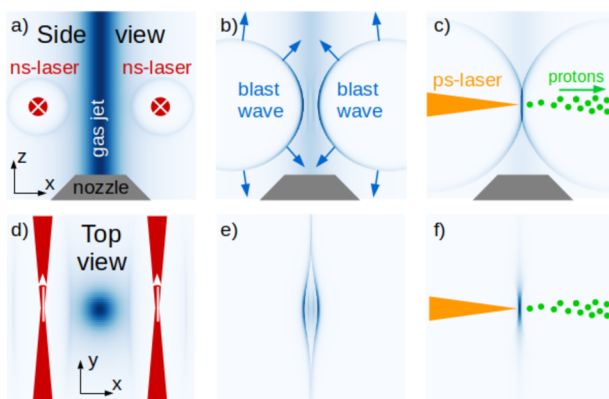 a) Side view
ns-laser
ns-laser
gas jet
z
x
nozzle
b)
blast
wave
blast
wave
c)
ps-laser
protons
d)
Top
view
y
x
e)
f)